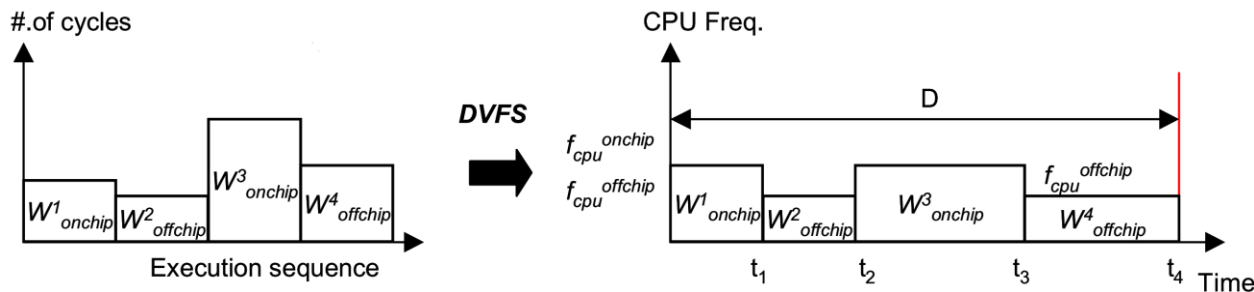 #.of cycles
W1onchip
W2offchip
W3onchip
W4offchip
Execution sequence
DVFS
CPU Freq.
D
fcpuonchip
fcpuoffchip
fcpuoffchip
W1onchip
W2offchip
W3onchip
W4offchip
t1
t2
t3
t4
Time